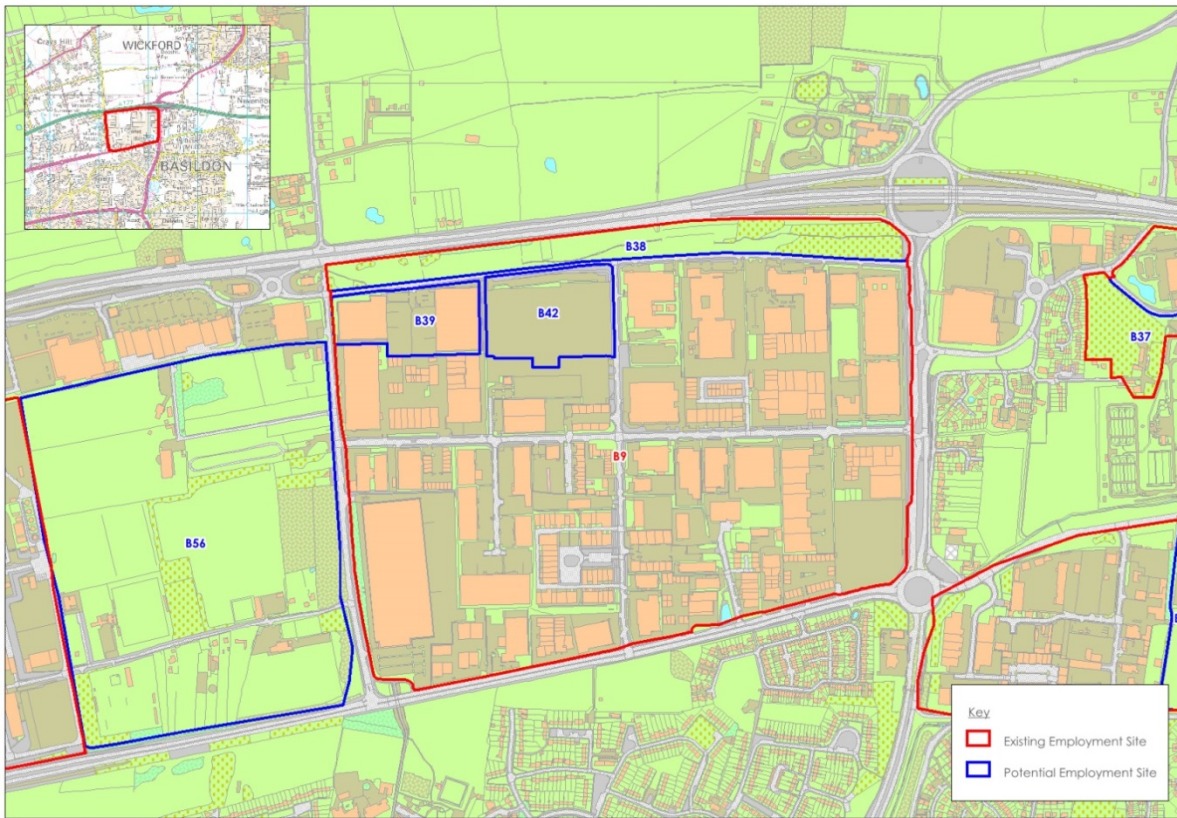 WICKFORD
BASILDON
B38
B39
B42
B37
B9
B56
Key
Existing Employment Site
Potential Employment Site